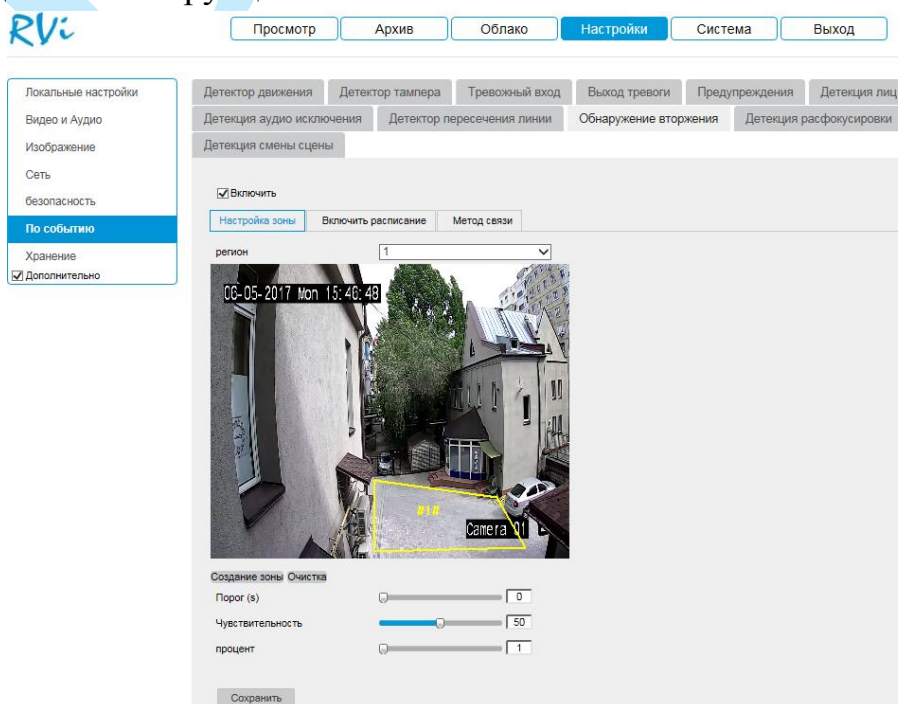 RVi
Просмотр Архив Облако Настройки Система Выход
Локальные настройки
Видео и Аудио
Изображение
Сеть
безопасность
По событию
Хранение
Дополнительно
Детектор движения Детектор тампера Тревожный вход Выход тревоги Предупреждения Детекция лиц
Детекция аудио исключения Детектор пересечения линии Обнаружение вторжения Детекция расфокусировки
Детекция смены сцены
Включить
Настройка зоны Включить расписание Метод связи
регион 1
06-05-2017 Mon 15:46:48
#1#
Camera 01
Создание зоны Очистка
Порог (s) 0
Чувствительность 50
процент 1
Сохранить